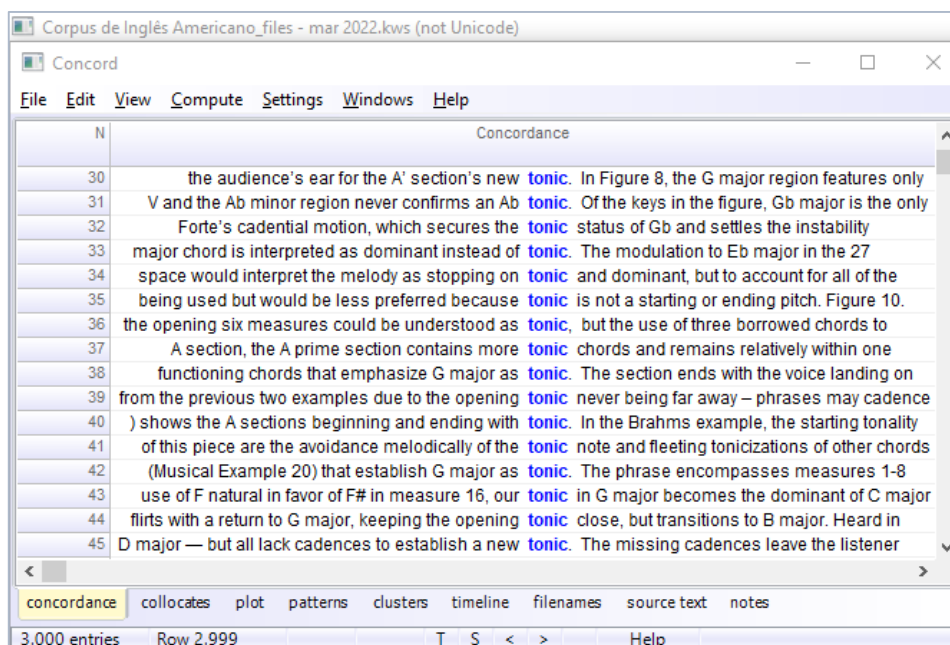 Corpus de Inglês Americano_files - mar 2022.kws (not Unicode)
Concord
File Edit View Compute Settings Windows Help
N Concordance
30 the audience’s ear for the A’ section’s new tonic. In Figure 8, the G major region features only
31 V and the Ab minor region never confirms an Ab tonic. Of the keys in the figure, Gb major is the only
32 Forte’s cadential motion, which secures the tonic status of Gb and settles the instability
33 major chord is interpreted as dominant instead of tonic. The modulation to Eb major in the 27
34 space would interpret the melody as stopping on tonic and dominant, but to account for all of the
35 being used but would be less preferred because tonic is not a starting or ending pitch. Figure 10.
36 the opening six measures could be understood as tonic, but the use of three borrowed chords to
37 A section, the A prime section contains more tonic chords and remains relatively within one
38 functioning chords that emphasize G major as tonic. The section ends with the voice landing on
39 from the previous two examples due to the opening tonic never being far away – phrases may cadence
40 ) shows the A sections beginning and ending with tonic. In the Brahms example, the starting tonality
41 of this piece are the avoidance melodically of the tonic note and fleeting tonicizations of other chords
42 (Musical Example 20) that establish G major as tonic. The phrase encompasses measures 1-8
43 use of F natural in favor of F# in measure 16, our tonic in G major becomes the dominant of C major
44 flirts with a return to G major, keeping the opening tonic close, but transitions to B major. Heard in
45 D major — but all lack cadences to establish a new tonic. The missing cadences leave the listener
concordance collocates plot patterns clusters timeline filenames source text notes
3.000 entries Row 2.999 T S < > Help